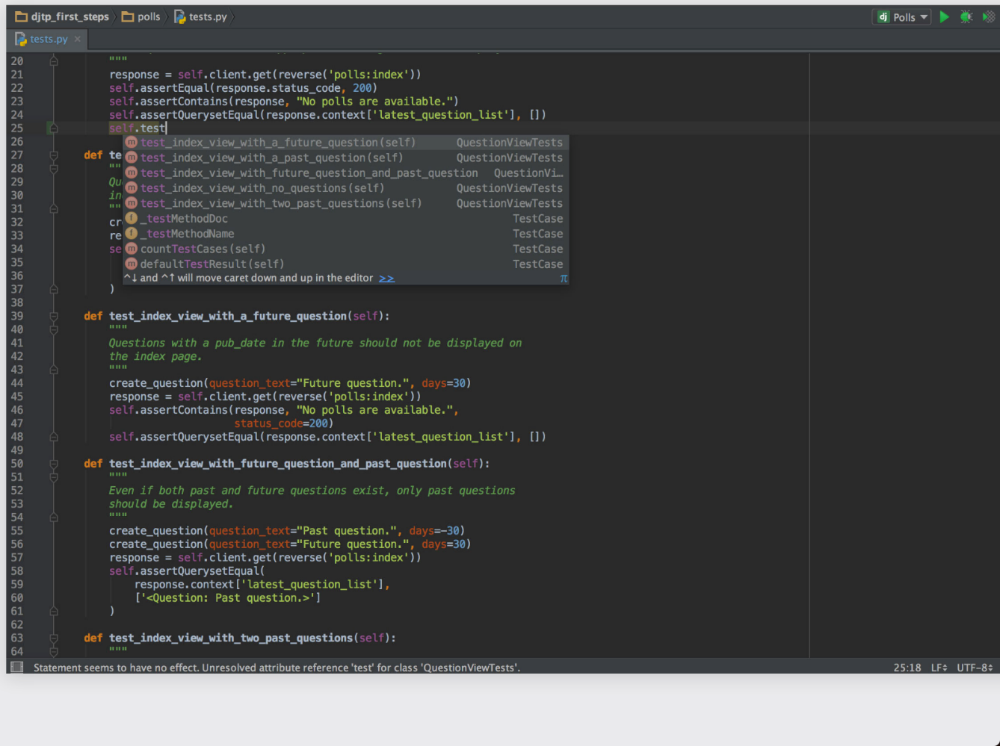 djtp_first_steps polls tests.py dj Polls
tests.py ×
20 """
21 response = self.client.get(reverse('polls:index'))
22 self.assertEqual(response.status_code, 200)
23 self.assertContains(response, "No polls are available.")
24 self.assertQuerysetEqual(response.context['latest_question_list'], [])
25 self.test
26 m test_index_view_with_a_future_question(self) QuestionViewTests
27 def te m test_index_view_with_a_past_question(self) QuestionViewTests
28 "" m test_index_view_with_future_question_and_past_question QuestionVi…
29 Qu m test_index_view_with_no_questions(self) QuestionViewTests
30 in m test_index_view_with_two_past_questions(self) QuestionViewTests
31 "" f _testMethodDoc TestCase
32 cr f _testMethodName TestCase
33 re
34 se m countTestCases(self) TestCase
35 m defaultTestResult(self) TestCase
36 ^↓ and ^↑ will move caret down and up in the editor >> π
37 )
38
39 def test_index_view_with_a_future_question(self):
40 """
41 Questions with a pub_date in the future should not be displayed on
42 the index page.
43 """
44 create_question(question_text="Future question.", days=30)
45 response = self.client.get(reverse('polls:index'))
46 self.assertContains(response, "No polls are available.",
47 status_code=200)
48 self.assertQuerysetEqual(response.context['latest_question_list'], [])
49
50 def test_index_view_with_future_question_and_past_question(self):
51 """
52 Even if both past and future questions exist, only past questions
53 should be displayed.
54 """
55 create_question(question_text="Past question.", days=-30)
56 create_question(question_text="Future question.", days=30)
57 response = self.client.get(reverse('polls:index'))
58 self.assertQuerysetEqual(
59 response.context['latest_question_list'],
60 ['<Question: Past question.>']
61 )
62
63 def test_index_view_with_two_past_questions(self):
64 """
Statement seems to have no effect. Unresolved attribute reference 'test' for class 'QuestionViewTests'. 25:18 LF÷ UTF-8÷